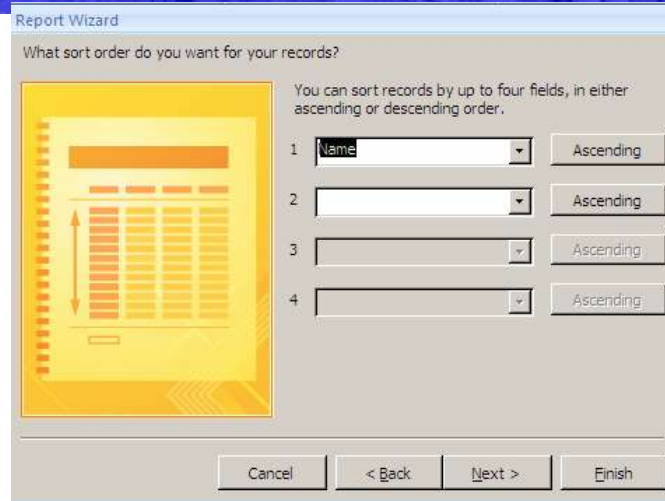 Report Wizard
What sort order do you want for your records?
You can sort records by up to four fields, in either
ascending or descending order.
1 Name Ascending
2 Ascending
3 Ascending
4 Ascending
Cancel < Back Next > Finish